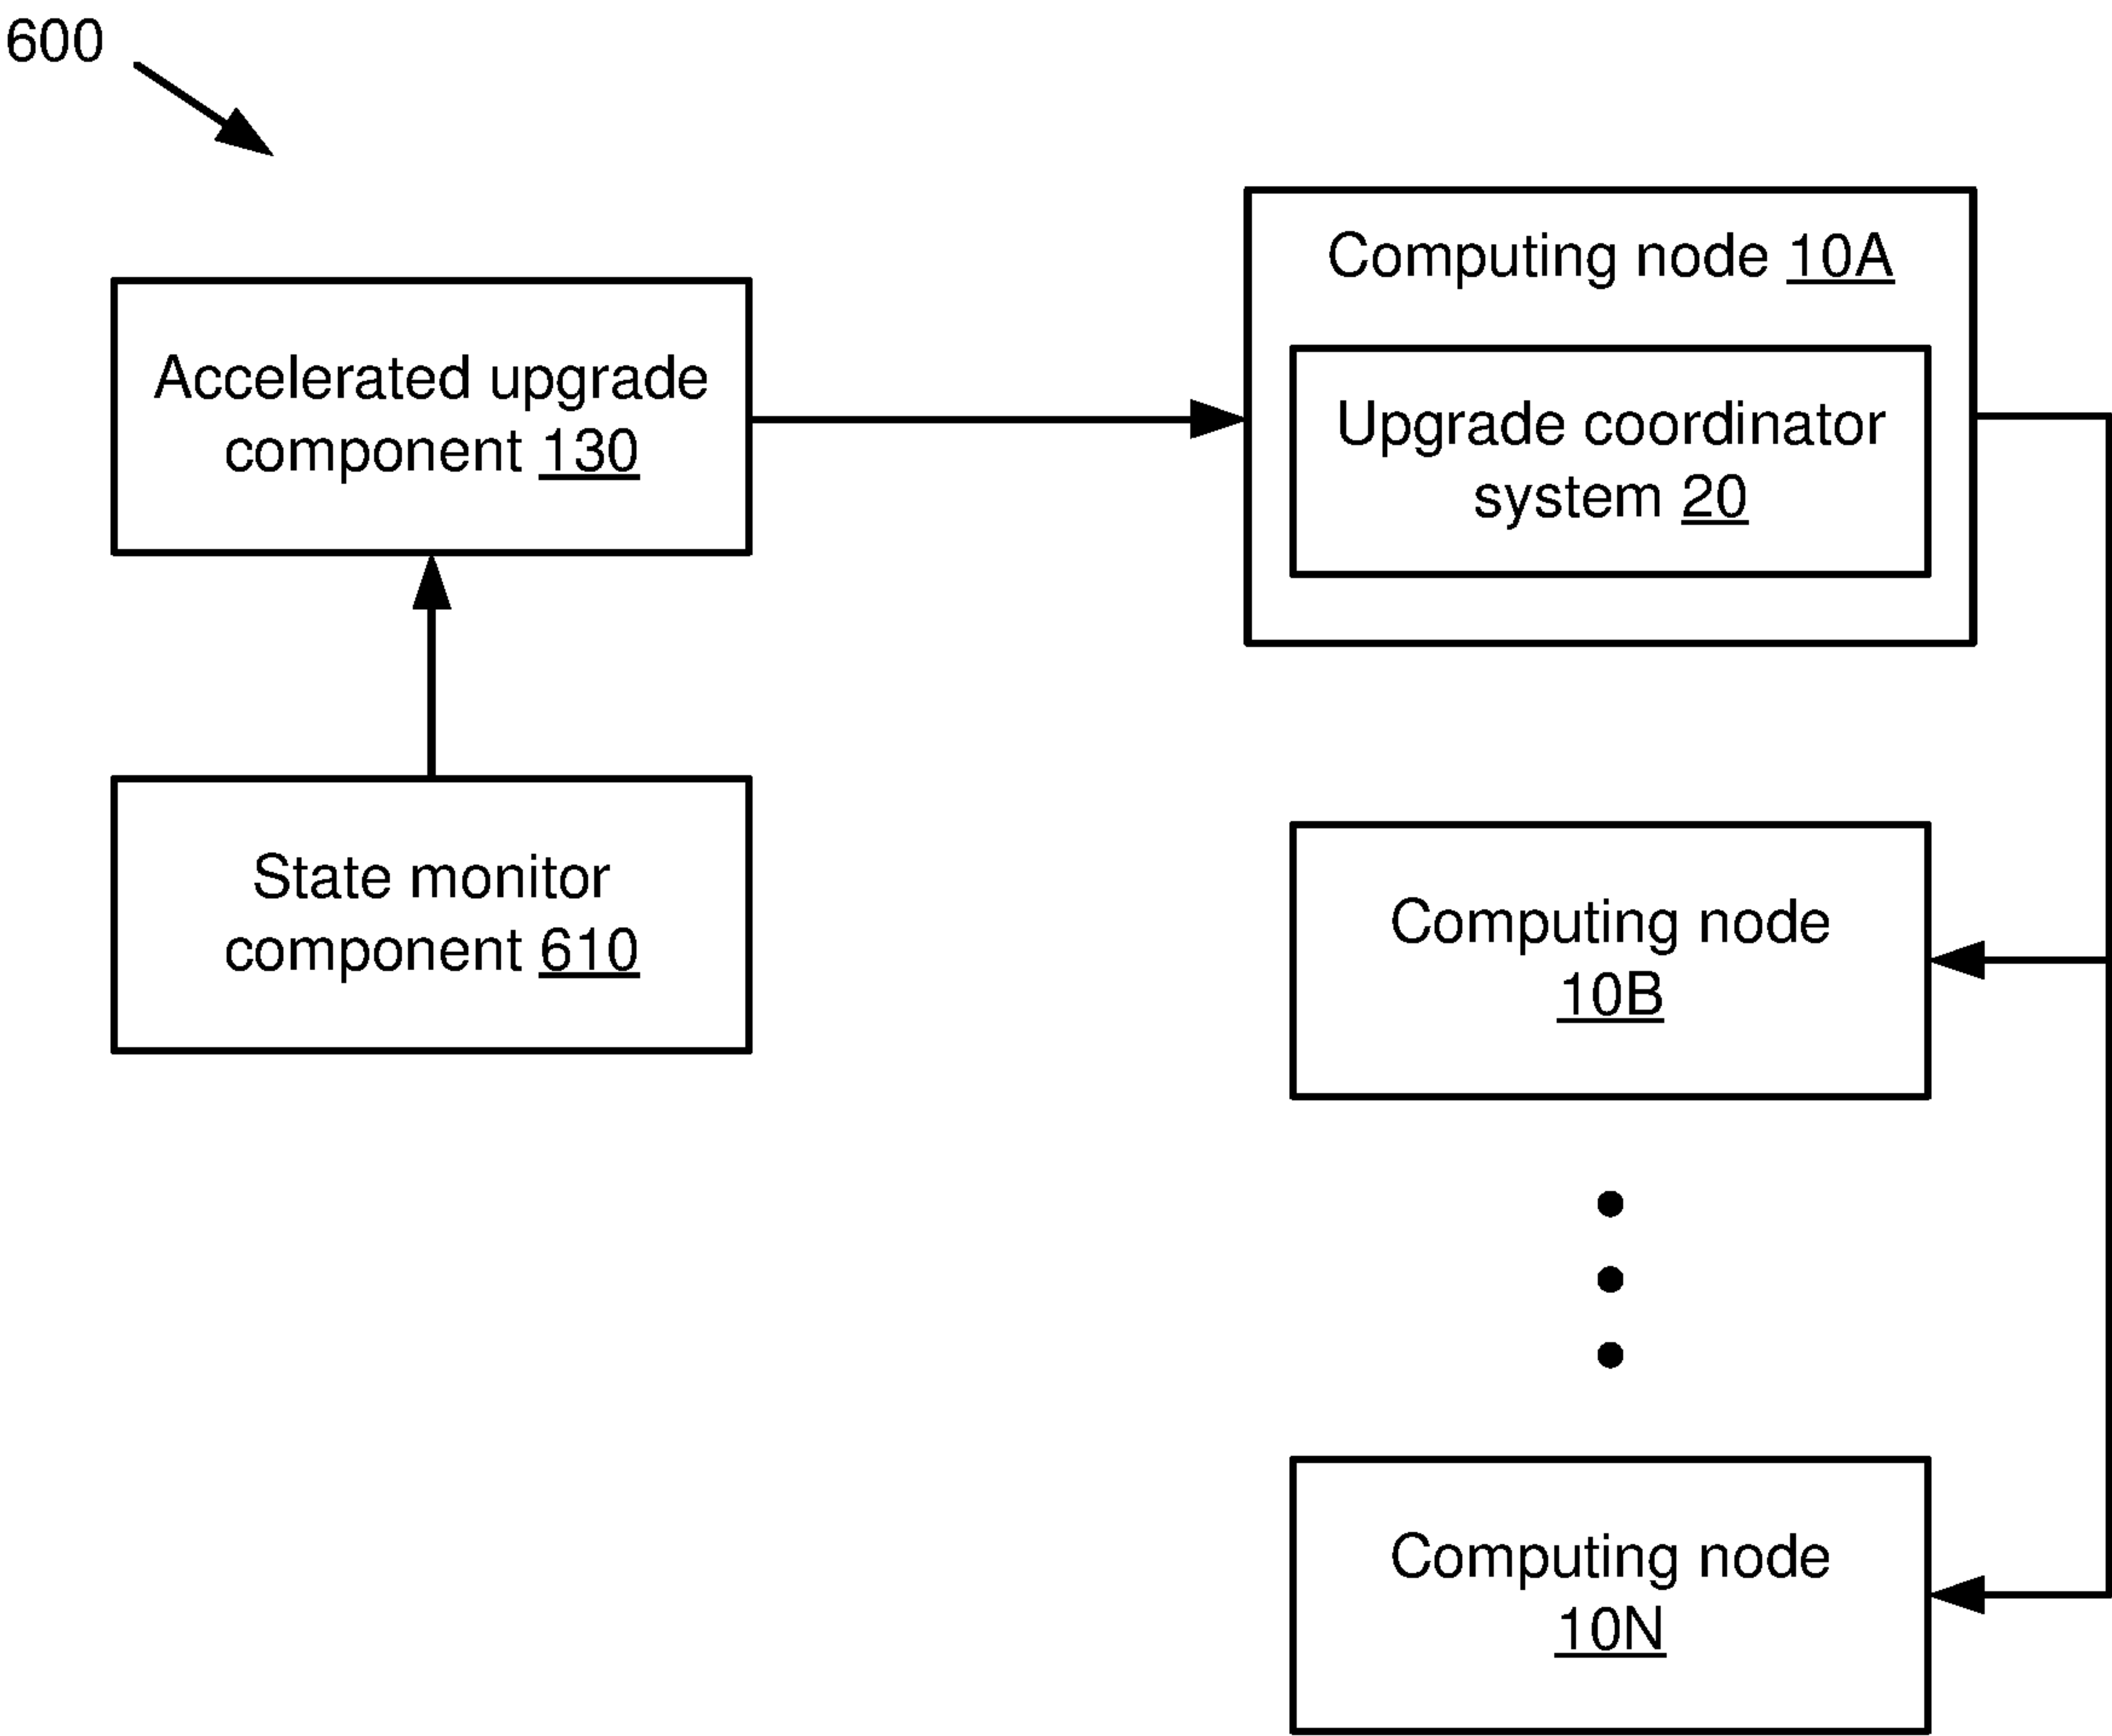 600
Computing node 10A
Accelerated upgrade
component 130
Upgrade coordinator
system 20
State monitor
component 610
Computing node
10B
Computing node
10N